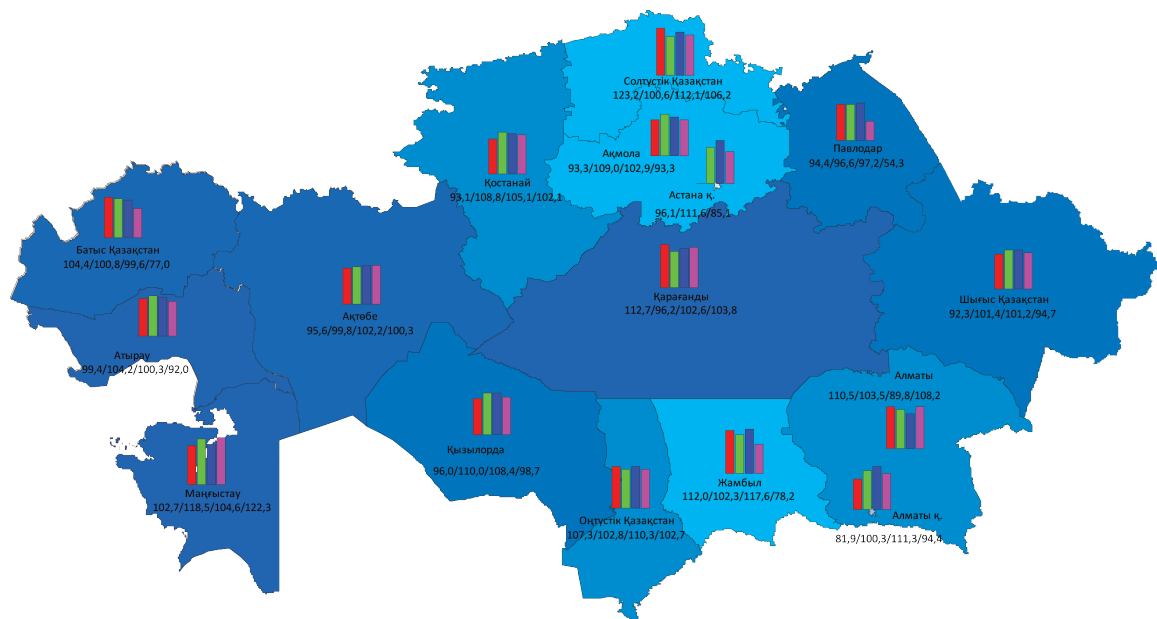 Солтүстік Қазақстан
123,2/100,6/112,1/106,2
Ақмола
93,3/109,0/102,9/93,3
Астана қ.
96,1/111,6/85,1
Павлодар
94,4/96,6/97,2/54,3
Қостанай
93,1/108,8/105,1/102,1
Батыс Қазақстан
104,4/100,8/99,6/77,0
Ақтөбе
95,6/99,8/102,2/100,3
Қарағанды
112,7/96,2/102,6/103,8
Шығыс Қазақстан
92,3/101,4/101,2/94,7
Атырау
99,4/104,2/100,3/92,0
Алматы
110,5/103,5/89,8/108,2
Қызылорда
96,0/110,0/108,4/98,7
Маңғыстау
102,7/118,5/104,6/122,3
Жамбыл
112,0/102,3/117,6/78,2
Оңтүстік Қазақстан
107,3/102,8/110,3/102,7
Алматы қ.
81,9/100,3/111,3/94,4